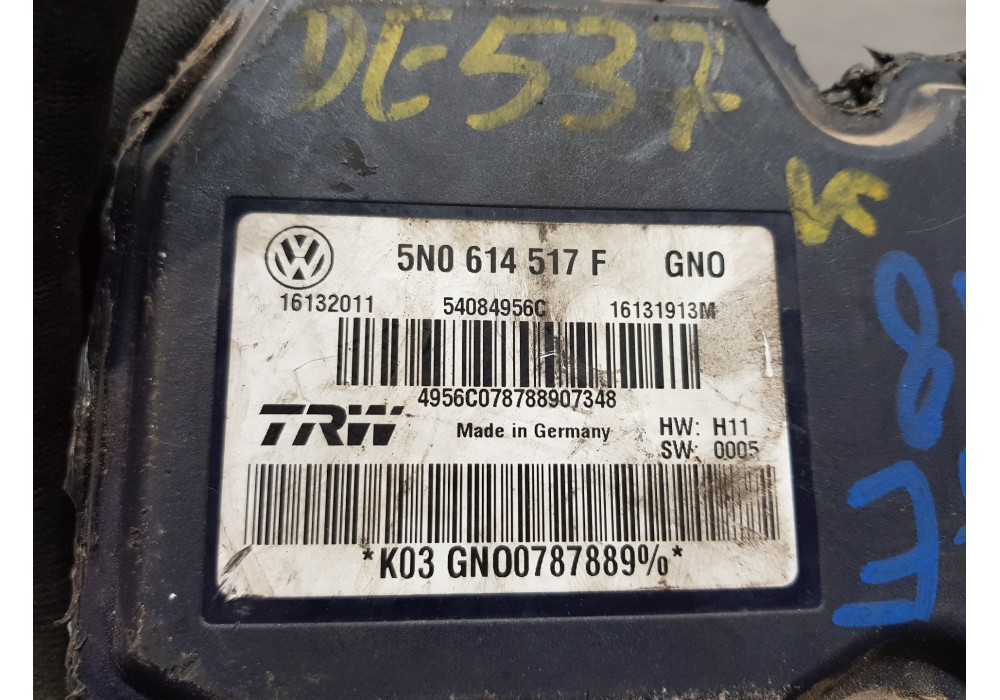 DE537
5N0 614 517 F GNO
16132011 54084956C 16131913M
4956C078788907348
TRW Made in Germany HW: H11
SW: 0005
*K03 GNO0787889%*